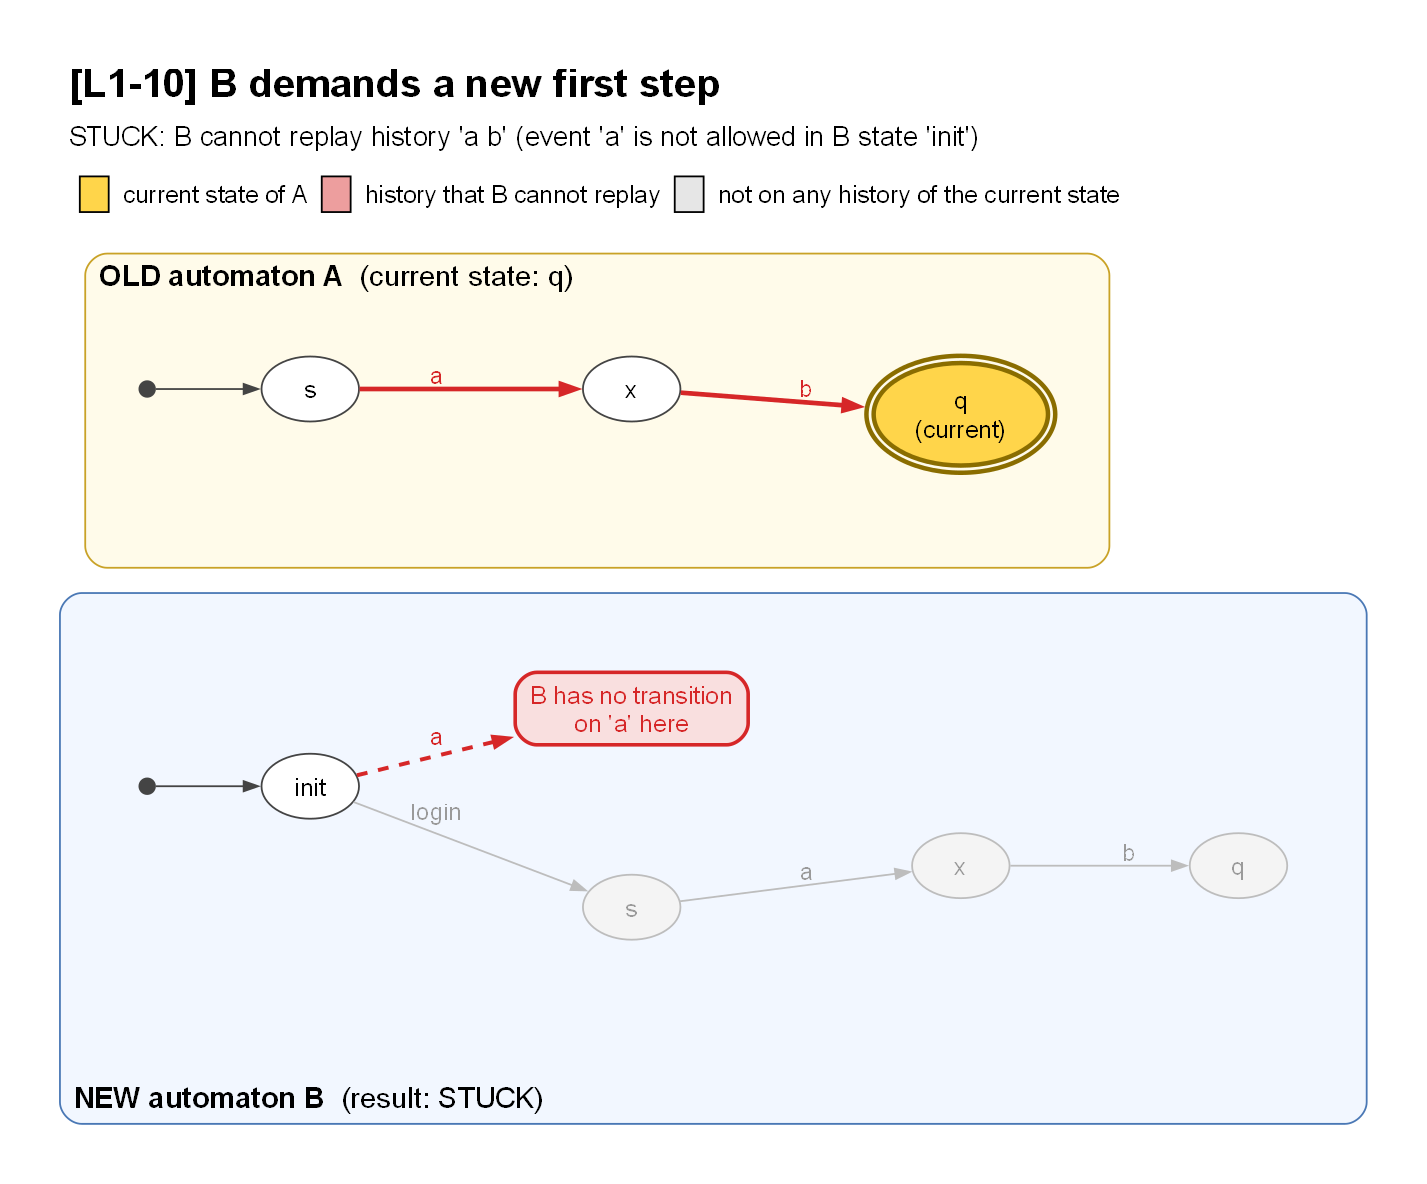 [L1-10] B demands a new first step
STUCK: B cannot replay history 'a b' (event 'a' is not allowed in B state 'init')
current state of A
history that B cannot replay
not on any history of the current state
OLD automaton A (current state: q)
s
a
x
b
q
(current)
B has no transition
on 'a' here
a
init
login
s
a
x
b
q
NEW automaton B (result: STUCK)